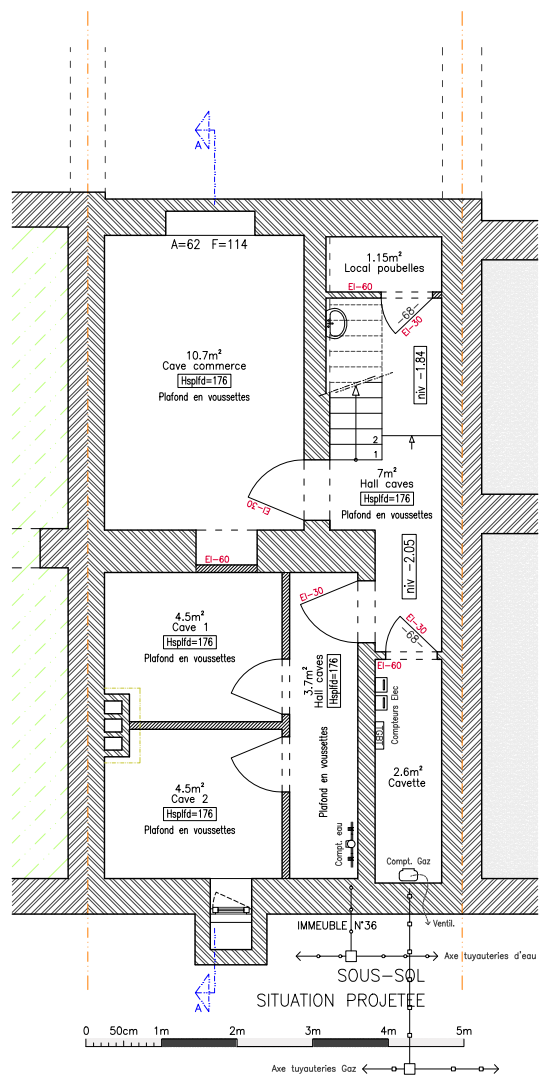 A
A=62 F=114
1.15m²
Local poubelles
EI-60
-68-
EI-30
niv -1.84
10.7m²
Cave commerce
Hsplfd=176
Plafond en voussettes
2
1
7m²
Hall caves
Hsplfd=176
EI-30
niv -2.05
EI-60
EI-30
EI-30
-68-
EI-60
4.5m²
Cave 1
Hsplfd=176
Plafond en voussettes
3.7m²
Hall caves
Hsplfd=176
Plafond en voussettes
Compteurs Elec
TGBT
2.6m²
Cavette
4.5m²
Cave 2
Hsplfd=176
Plafond en voussettes
Compt. eau
Compt. Gaz
Ventil.
IMMEUBLE N°36
Axe tuyauteries d'eau
A
SOUS-SOL
SITUATION PROJETEE
0 50cm 1m 2m 3m 4m 5m
Axe tuyauteries Gaz